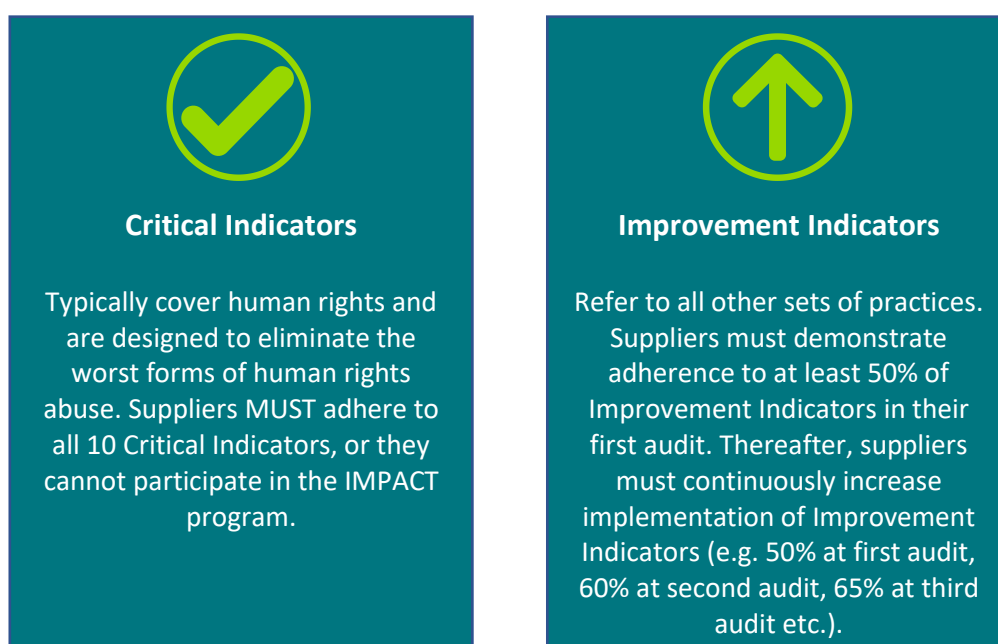 Critical Indicators
Typically cover human rights and
are designed to eliminate the
worst forms of human rights
abuse. Suppliers MUST adhere to
all 10 Critical Indicators, or they
cannot participate in the IMPACT
program.
Improvement Indicators
Refer to all other sets of practices.
Suppliers must demonstrate
adherence to at least 50% of
Improvement Indicators in their
first audit. Thereafter, suppliers
must continuously increase
implementation of Improvement
Indicators (e.g. 50% at first audit,
60% at second audit, 65% at third
audit etc.).